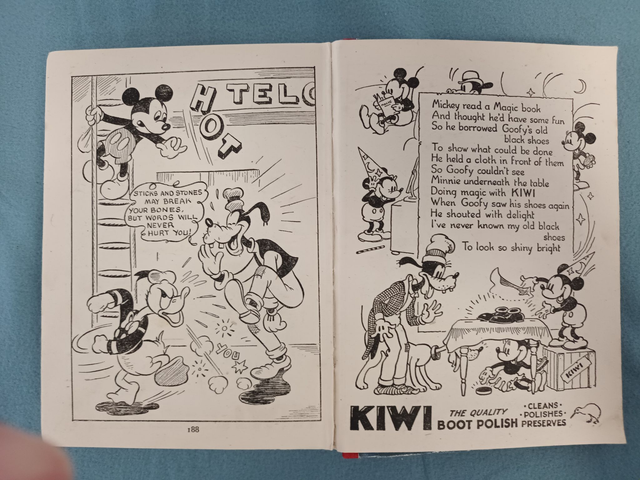 HOTEL
HOT
STICKS AND STONES
MAY BREAK
YOUR BONES.
BUT WORDS WILL
NEVER
HURT YOU!
YOU
188
Mickey read a Magic book
And thought he'd have some fun
So he borrowed Goofy's old
black shoes
To show what could be done
He held a cloth in front of them
So Goofy couldn't see
Minnie underneath the table
Doing magic with KIWI
When Goofy saw his shoes again
He shouted with delight
I've never known my old black
shoes
To look so shiny bright
KIWI
KIWI THE QUALITY BOOT POLISH
· CLEANS ·
· POLISHES ·
PRESERVES